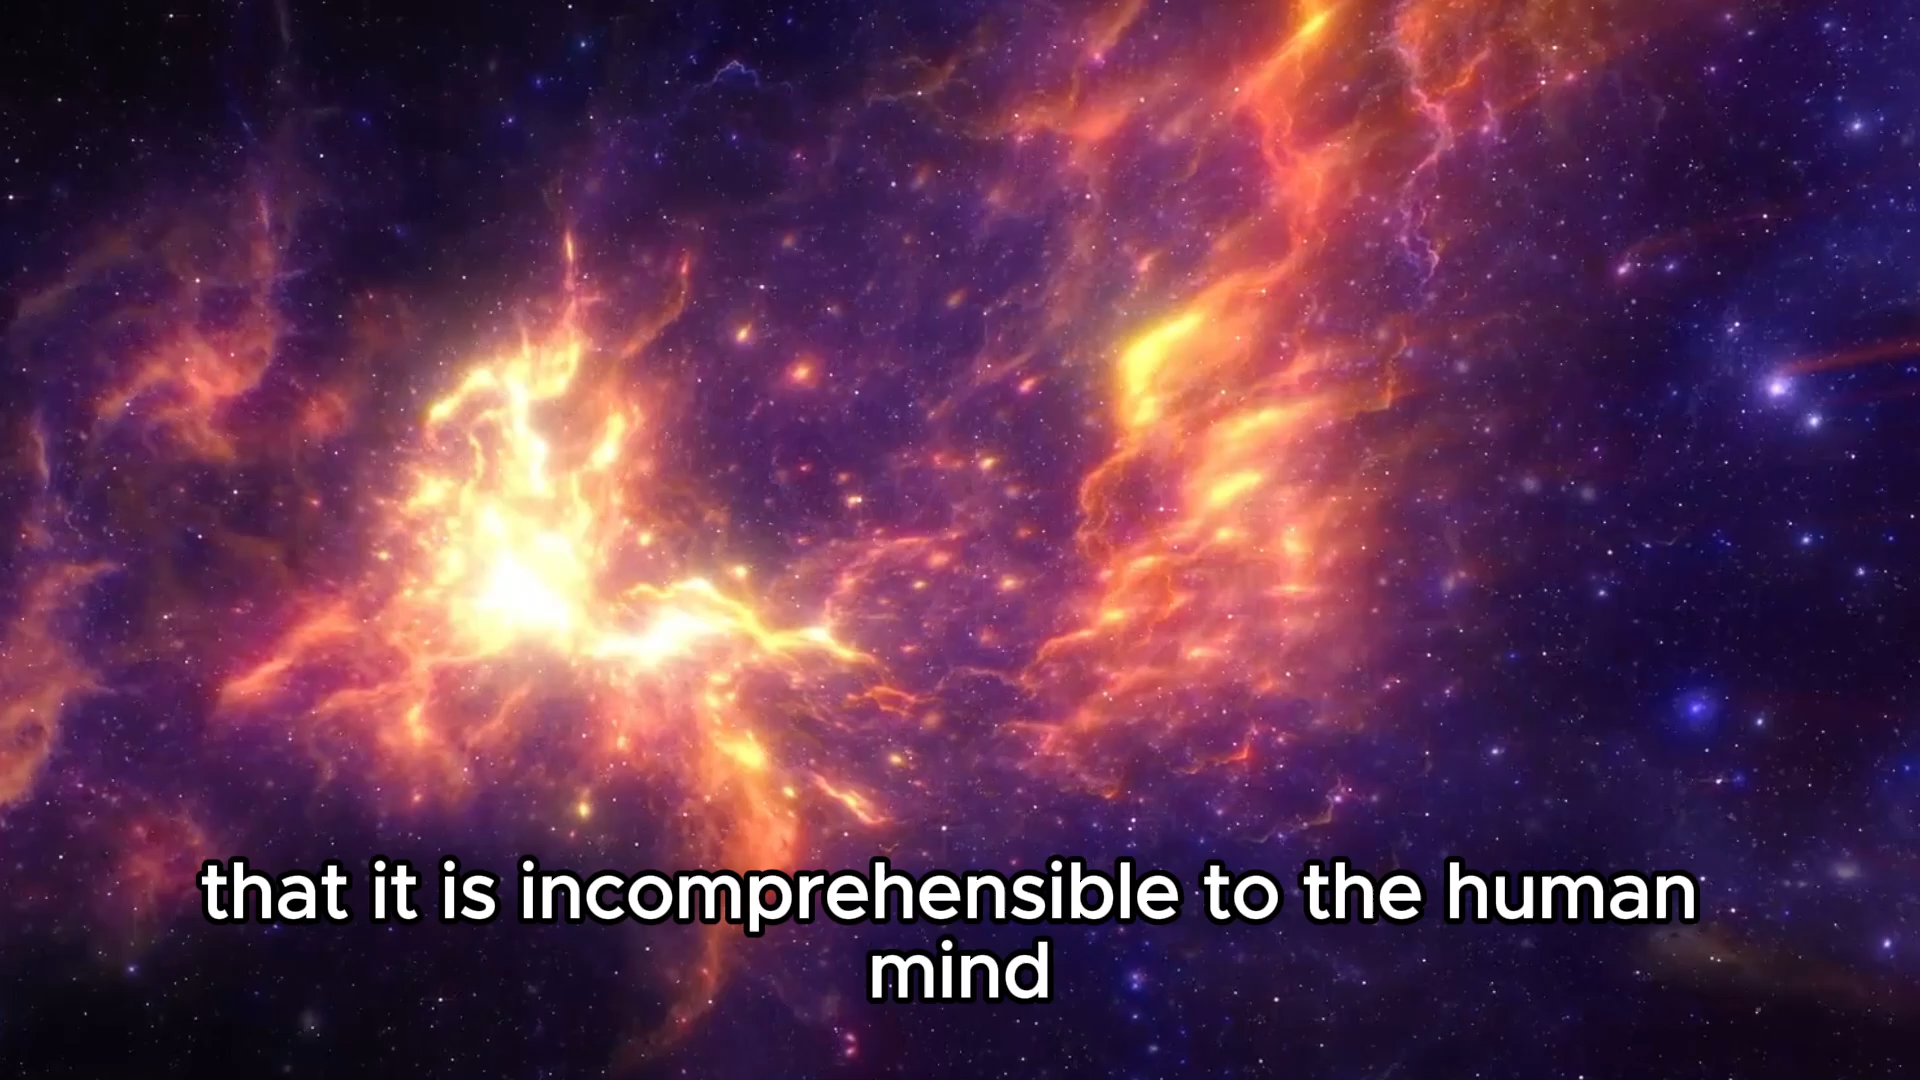 that it is incomprehensible to the human
mind